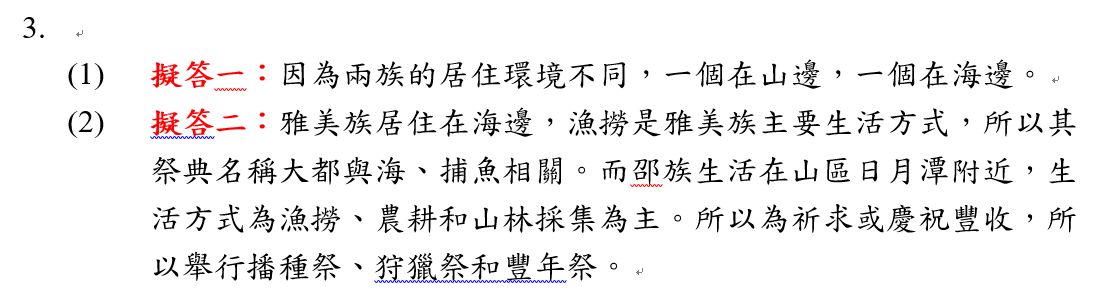 3.
(1) 擬答一：因為兩族的居住環境不同，一個在山邊，一個在海邊。
(2) 擬答二：雅美族居住在海邊，漁撈是雅美族主要生活方式，所以其
祭典名稱大都與海、捕魚相關。而邵族生活在山區日月潭附近，生
活方式為漁撈、農耕和山林採集為主。所以為祈求或慶祝豐收，所
以舉行播種祭、狩獵祭和豐年祭。